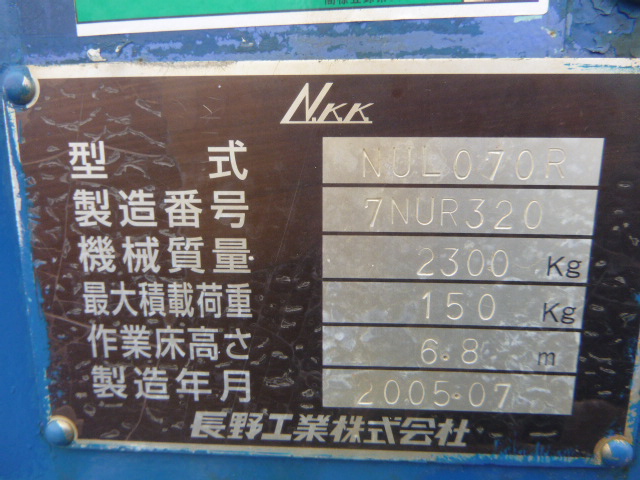 N.K.K
型 式 NUL070R
製造番号 7NUR320
機械質量 2300 Kg
最大積載荷重 150 Kg
作業床高さ 6.8 m
製造年月 2005.07
長野工業株式会社